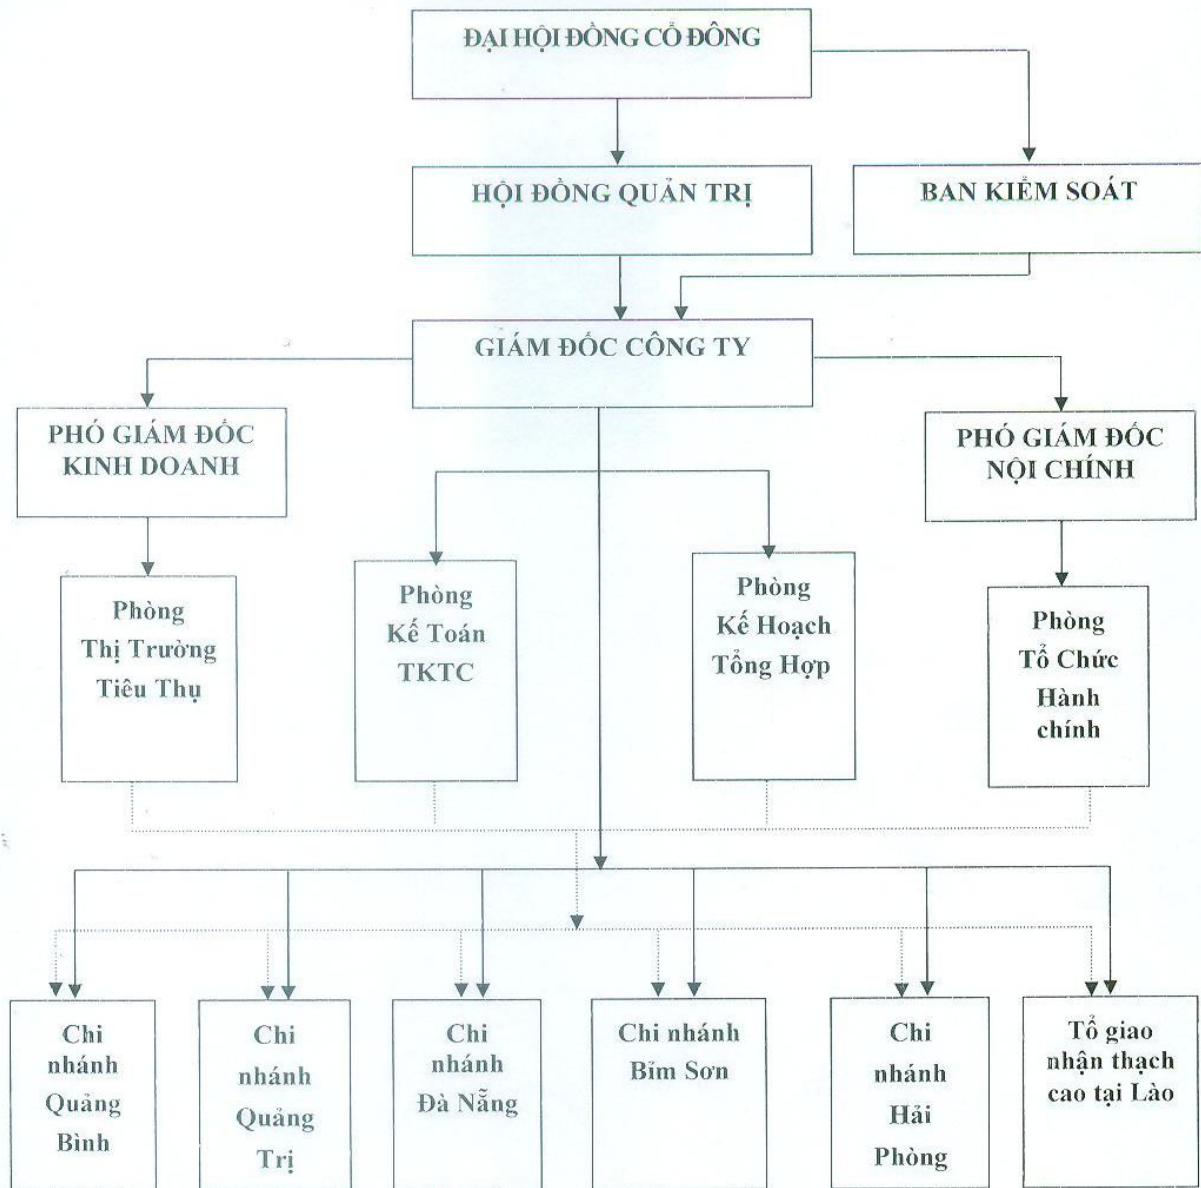 ĐẠI HỘI ĐỒNG CỔ ĐÔNG
HỘI ĐỒNG QUẢN TRỊ
BAN KIỂM SOÁT
GIÁM ĐỐC CÔNG TY
PHÓ GIÁM ĐỐC
KINH DOANH
PHÓ GIÁM ĐỐC
NỘI CHÍNH
Phòng
Thị Trường
Tiêu Thụ
Phòng
Kế Toán
TKTC
Phòng
Kế Hoạch
Tổng Hợp
Phòng
Tổ Chức
Hành
chính
Chi
nhánh
Quảng
Bình
Chi
nhánh
Quảng
Trị
Chi
nhánh
Đà Nẵng
Chi nhánh
Bỉm Sơn
Chi
nhánh
Hải
Phòng
Tổ giao
nhận thạch
cao tại Lào